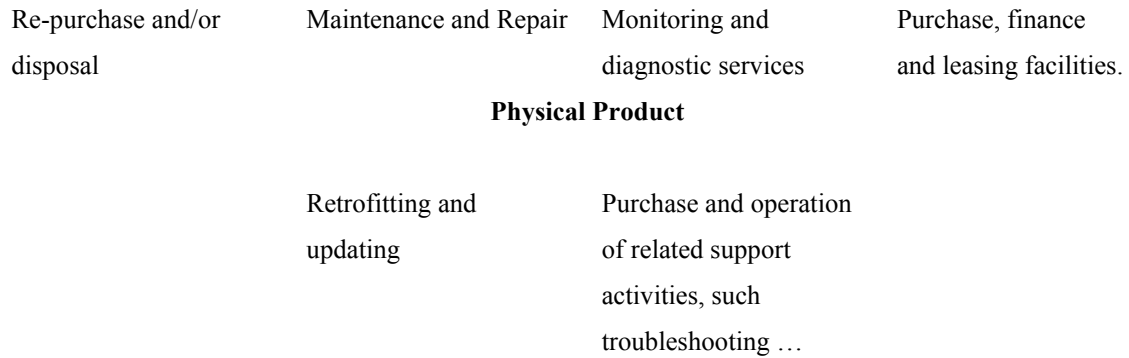 Re-purchase and/or
disposal
Maintenance and Repair
Monitoring and
diagnostic services
Purchase, finance
and leasing facilities.
Physical Product
Retrofitting and
updating
Purchase and operation
of related support
activities, such
troubleshooting …